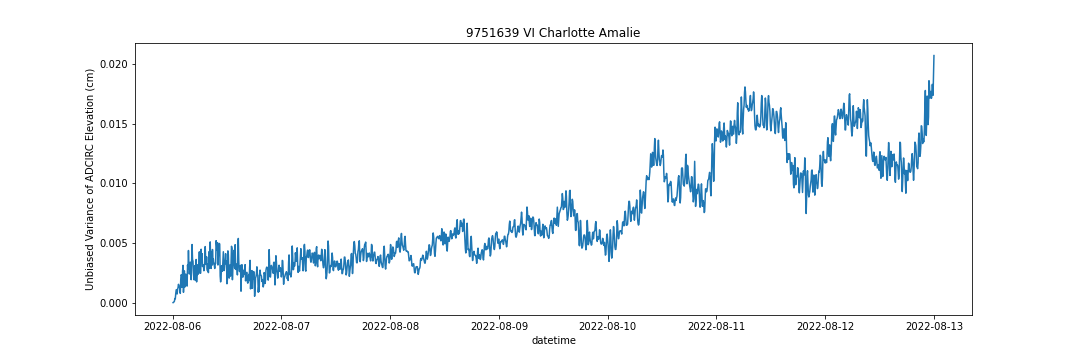 9751639 VI Charlotte Amalie
Unbiased Variance of ADCIRC Elevation (cm)
0.020
0.015
0.010
0.005
0.000
2022-08-06 2022-08-07 2022-08-08 2022-08-09 2022-08-10 2022-08-11 2022-08-12 2022-08-13
datetime